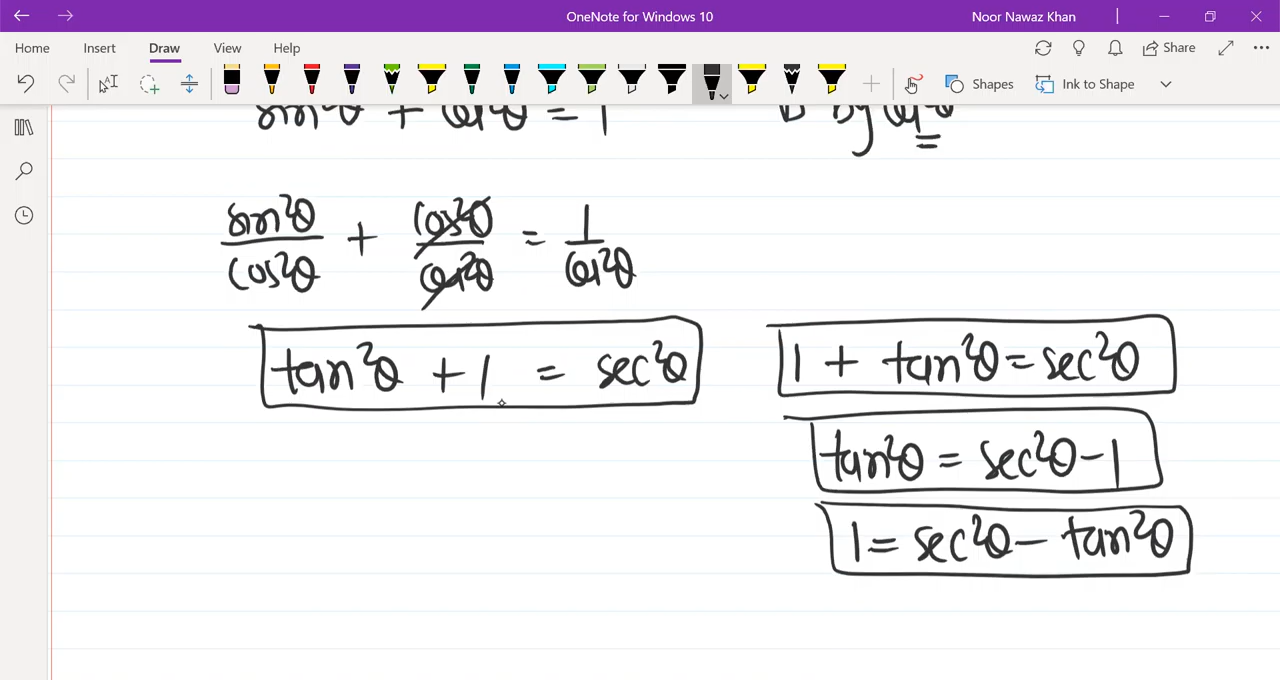 OneNote for Windows 10
Noor Nawaz Khan
Home Insert Draw View Help
Share
Shapes
Ink to Shape
sin²θ + cos²θ = 1
÷ by cos²θ
sin²θ/cos²θ + cos²θ/cos²θ = 1/cos²θ
tan²θ + 1 = sec²θ
1 + tan²θ = sec²θ
tan²θ = sec²θ - 1
1 = sec²θ - tan²θ